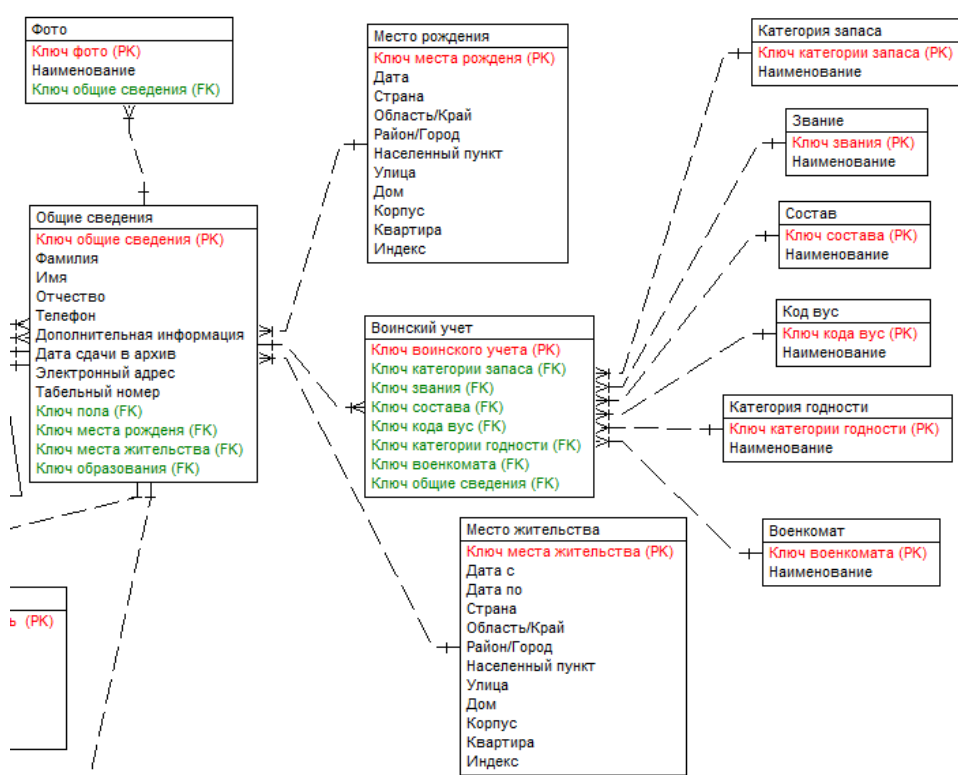 Фото
Ключ фото (PK)
Наименование
Ключ общие сведения (FK)
Место рождения
Ключ места рожденя (PK)
Дата
Страна
Область/Край
Район/Город
Населенный пункт
Улица
Дом
Корпус
Квартира
Индекс
Категория запаса
Ключ категории запаса (PK)
Наименование
Звание
Ключ звания (PK)
Наименование
Состав
Ключ состава (PK)
Наименование
Код вус
Ключ кода вус (PK)
Наименование
Категория годности
Ключ категории годности (PK)
Наименование
Военкомат
Ключ военкомата (PK)
Наименование
Общие сведения
Ключ общие сведения (PK)
Фамилия
Имя
Отчество
Телефон
Дополнительная информация
Дата сдачи в архив
Электронный адрес
Табельный номер
Ключ пола (FK)
Ключ места рожденя (FK)
Ключ места жительства (FK)
Ключ образования (FK)
Воинский учет
Ключ воинского учета (PK)
Ключ категории запаса (FK)
Ключ звания (FK)
Ключ состава (FK)
Ключ кода вус (FK)
Ключ категории годности (FK)
Ключ военкомата (FK)
Ключ общие сведения (FK)
Место жительства
Ключ места жительства (PK)
Дата с
Дата по
Страна
Область/Край
Район/Город
Населенный пункт
Улица
Дом
Корпус
Квартира
Индекс
ь (PK)